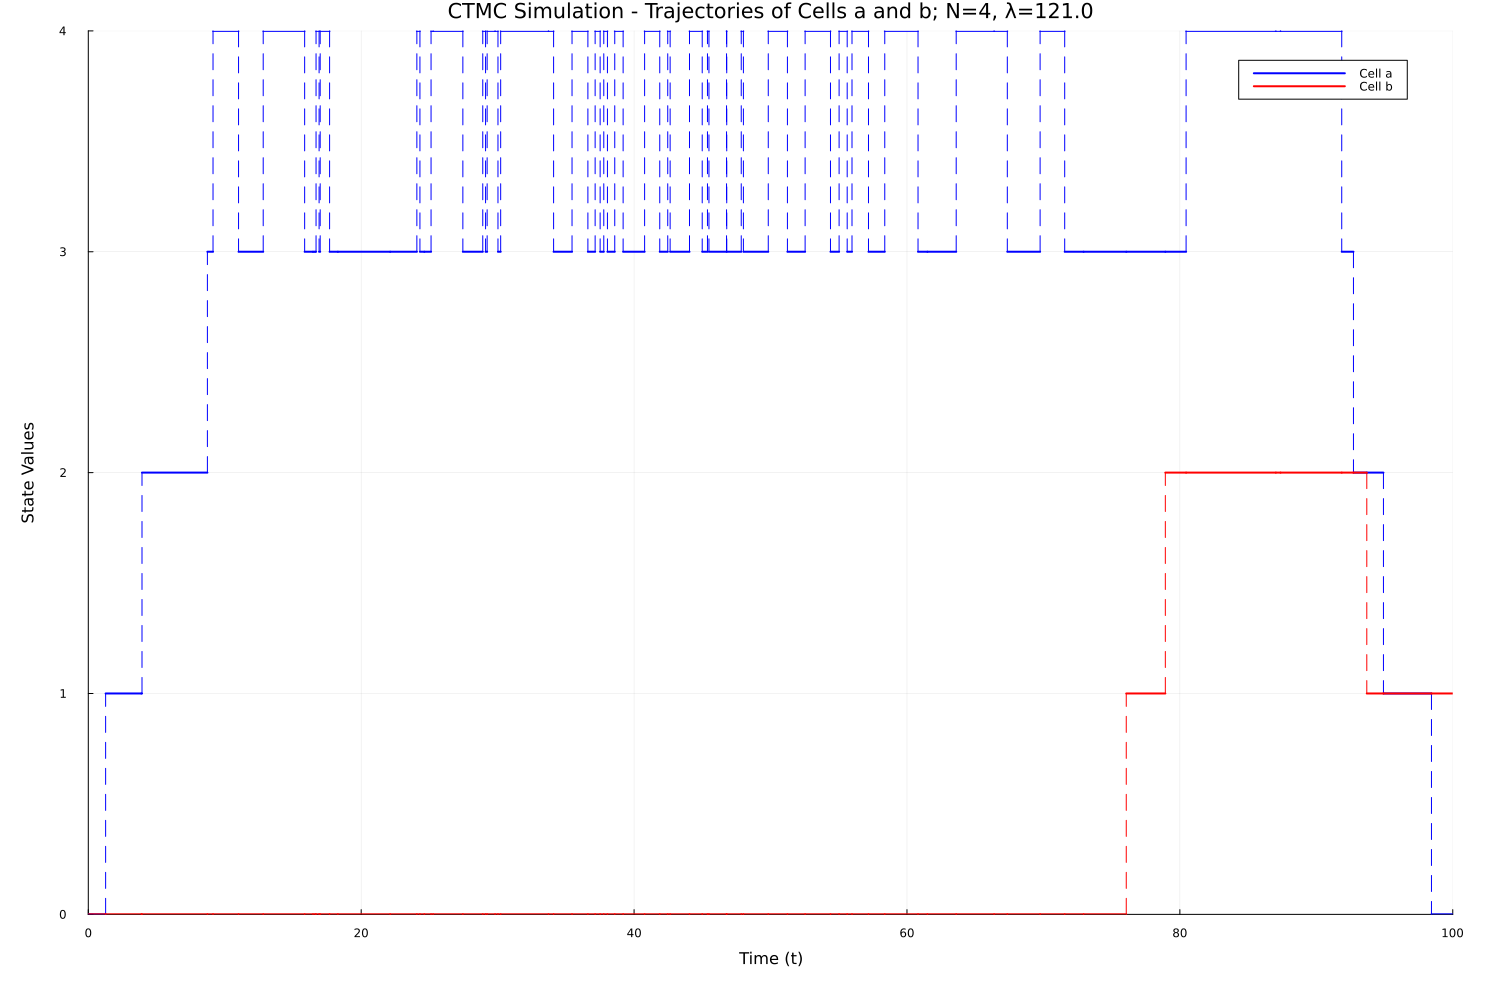 CTMC Simulation - Trajectories of Cells a and b; N=4, λ=121.0
Cell a
Cell b
State Values
4
3
2
1
0
0 20 40 60 80 100
Time (t)